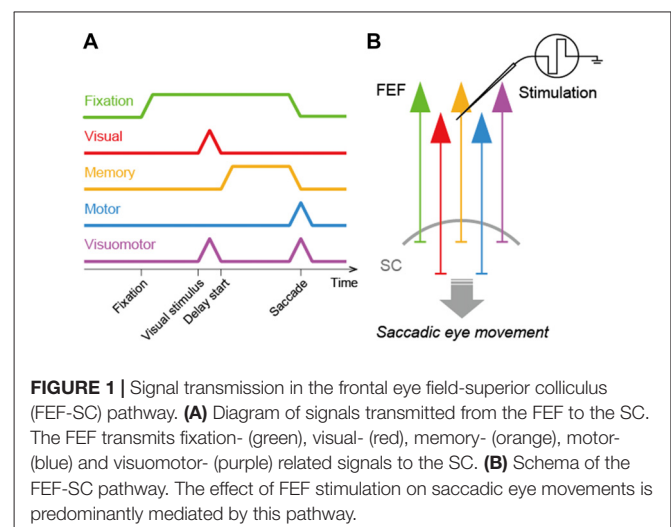 A
Fixation
Visual
Memory
Motor
Visuomotor
Time
Fixation
Visual stimulus
Delay start
Saccade
B
FEF
Stimulation
SC
Saccadic eye movement
FIGURE 1 | Signal transmission in the frontal eye field-superior colliculus
(FEF-SC) pathway. (A) Diagram of signals transmitted from the FEF to the SC.
The FEF transmits fixation- (green), visual- (red), memory- (orange), motor-
(blue) and visuomotor- (purple) related signals to the SC. (B) Schema of the
FEF-SC pathway. The effect of FEF stimulation on saccadic eye movements is
predominantly mediated by this pathway.